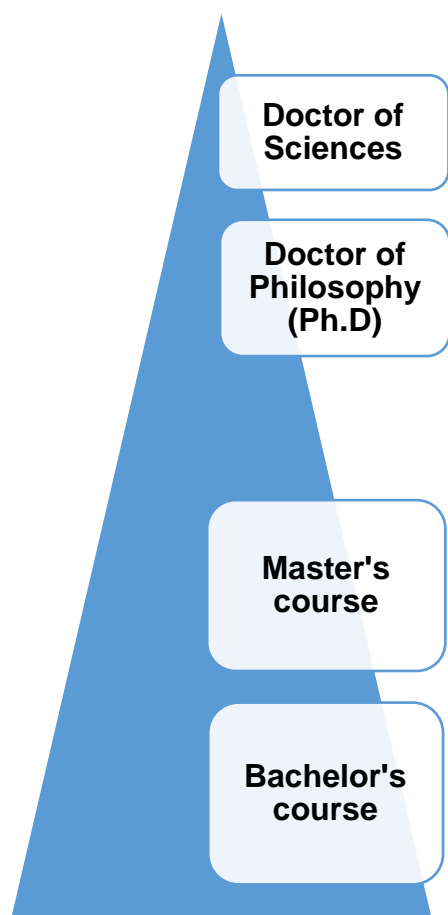 Doctor of
Sciences
Doctor of
Philosophy
(Ph.D)
Master's
course
Bachelor's
course